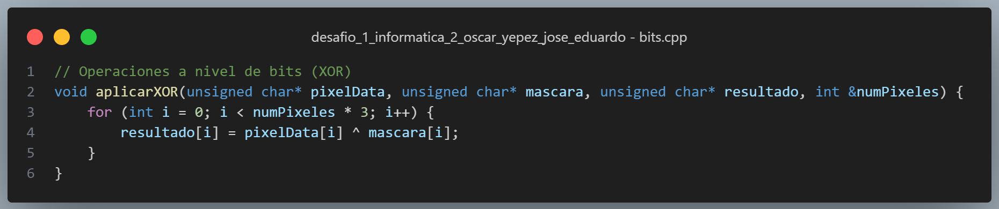 desafio_1_informatica_2_oscar_yepez_jose_eduardo - bits.cpp
1 // Operaciones a nivel de bits (XOR)
2 void aplicarXOR(unsigned char* pixelData, unsigned char* mascara, unsigned char* resultado, int &numPixeles) {
3     for (int i = 0; i < numPixeles * 3; i++) {
4         resultado[i] = pixelData[i] ^ mascara[i];
5     }
6 }